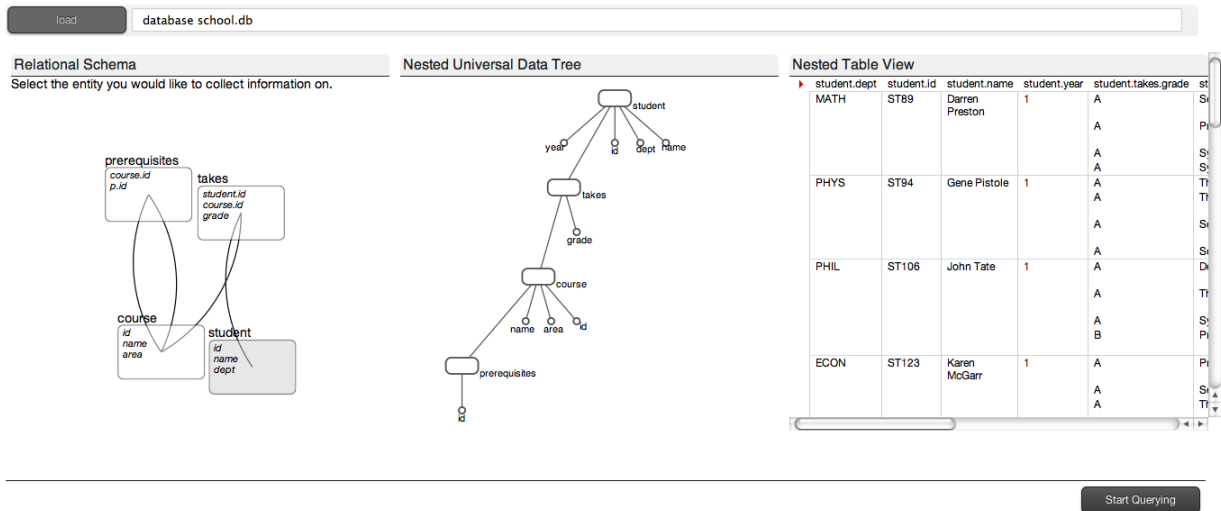 load
database school.db
Relational Schema
Select the entity you would like to collect information on.
prerequisites
course.id
p.id
takes
student.id
course.id
grade
course
id
name
area
student
id
name
dept
Nested Universal Data Tree
student
year
id
dept
name
takes
grade
course
name
area
id
prerequisites
id
Nested Table View
student.dept student.id student.name student.year student.takes.grade st
MATH ST89 Darren Preston 1 A
A
A
A
PHYS ST94 Gene Pistole 1 A
A
A
A
PHIL ST106 John Tate 1 A
A
A
B
ECON ST123 Karen McGarr 1 A
A
A
Start Querying